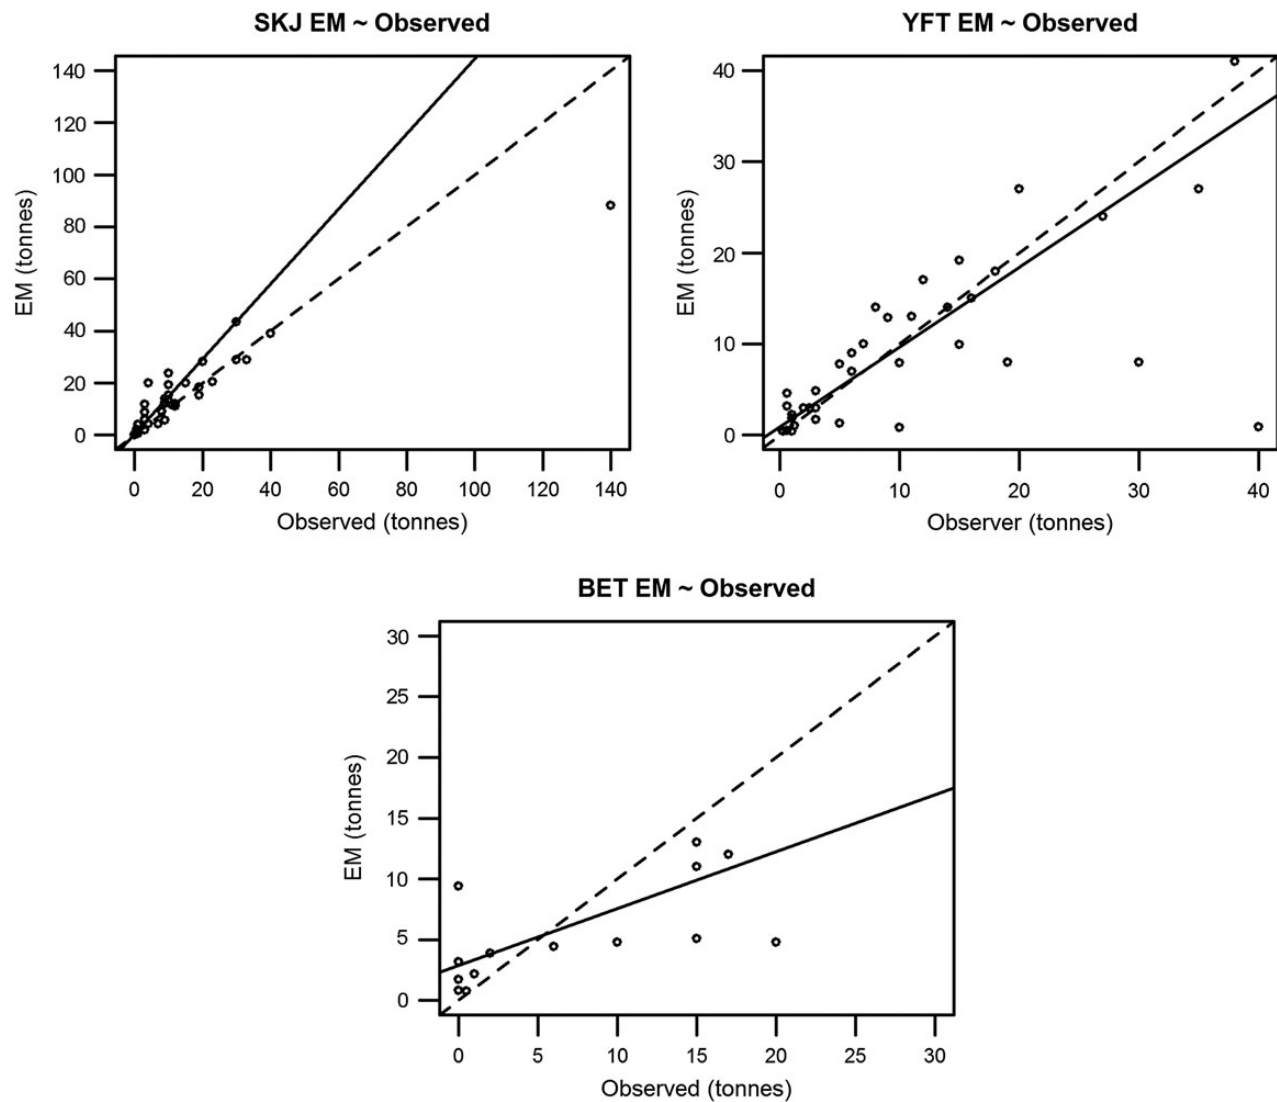 SKJ EM ~ Observed
140
120
100
80
60
40
20
0
EM (tonnes)
0 20 40 60 80 100 120 140
Observed (tonnes)
YFT EM ~ Observed
40
30
20
10
0
EM (tonnes)
0 10 20 30 40
Observer (tonnes)
BET EM ~ Observed
30
25
20
15
10
5
0
EM (tonnes)
0 5 10 15 20 25 30
Observed (tonnes)